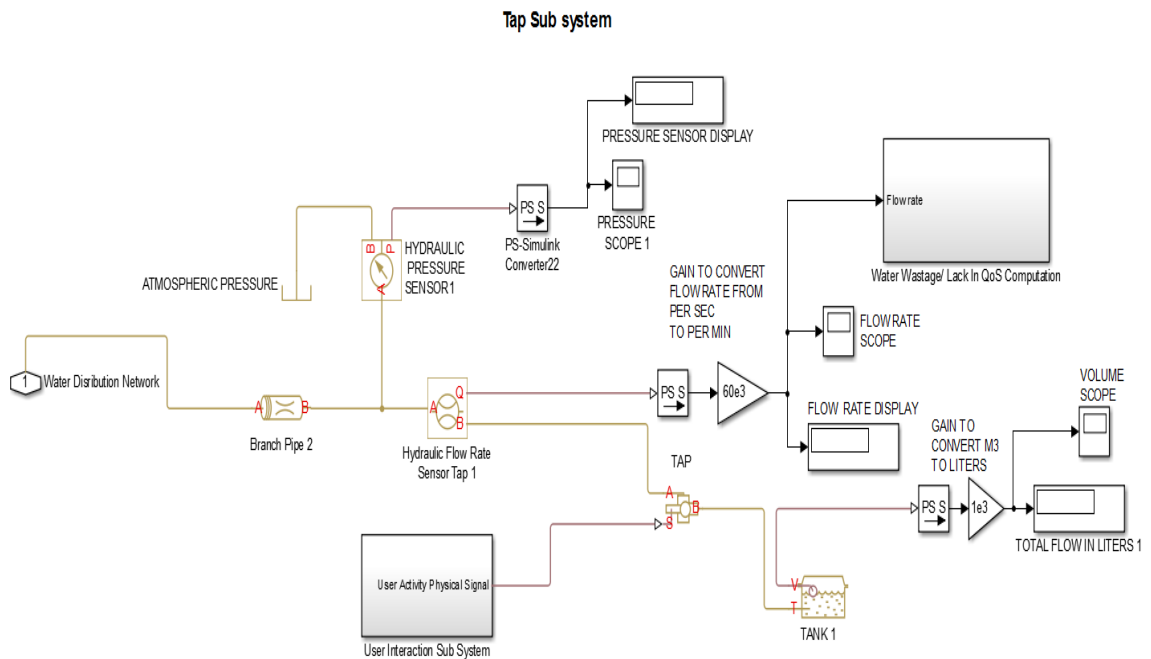 Tap Sub system
PRESSURE SENSOR DISPLAY
PS S
PS-Simulink
Converter22
PRESSURE
SCOPE 1
B
P
A
HYDRAULIC
PRESSURE
SENSOR1
ATMOSPHERIC PRESSURE
Flow rate
Water Wastage/ Lack In QoS Computation
GAIN TO CONVERT
FLOW RATE FROM
PER SEC
TO PER MIN
FLOW RATE
SCOPE
1
Water Disribution Network
A
B
Branch Pipe 2
A
Q
B
Hydraulic Flow Rate
Sensor Tap 1
PS S
60e3
FLOW RATE DISPLAY
VOLUME
SCOPE
GAIN TO
CONVERT M3
TO LITERS
TAP
A
B
S
PS S
1e3
TOTAL FLOW IN LITERS 1
User Activity Physical Signal
User Interaction Sub System
V
T
TANK 1